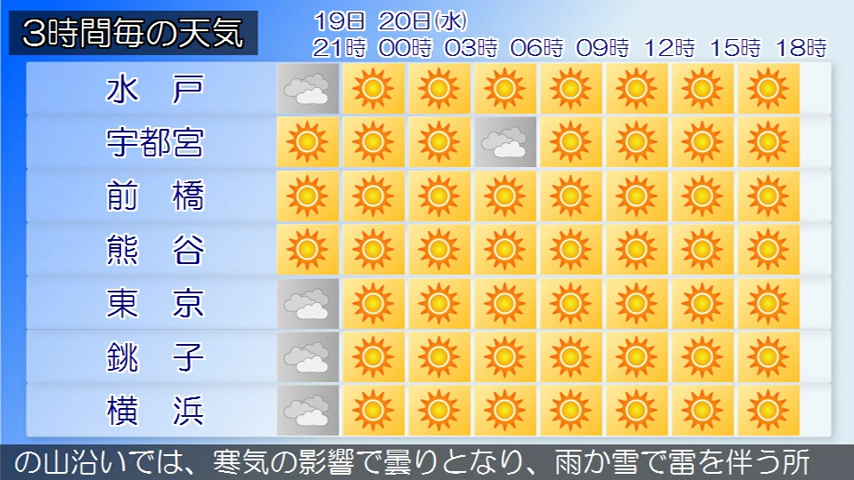 3時間毎の天気
19日 20日(水)
21時 00時 03時 06時 09時 12時 15時 18時
水 戸
宇都宮
前 橋
熊 谷
東 京
銚 子
横 浜
の山沿いでは、寒気の影響で曇りとなり、雨か雪で雷を伴う所